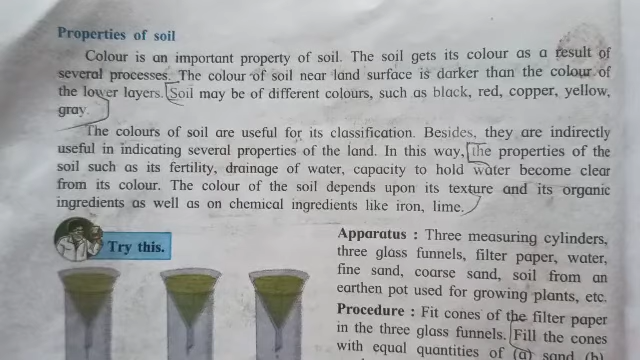 Properties of soil
Colour is an important property of soil. The soil gets its colour as a result of
several processes. The colour of soil near land surface is darker than the colour of
the lower layers. Soil may be of different colours, such as black, red, copper, yellow,
gray.
The colours of soil are useful for its classification. Besides, they are indirectly
useful in indicating several properties of the land. In this way, the properties of the
soil such as its fertility, drainage of water, capacity to hold water become clear
from its colour. The colour of the soil depends upon its texture and its organic
ingredients as well as on chemical ingredients like iron, lime.
Try this.
Apparatus : Three measuring cylinders,
three glass funnels, filter paper, water,
fine sand, coarse sand, soil from an
earthen pot used for growing plants, etc.
Procedure : Fit cones of the filter paper
in the three glass funnels. Fill the cones
with equal quantities of (a) sand (b)